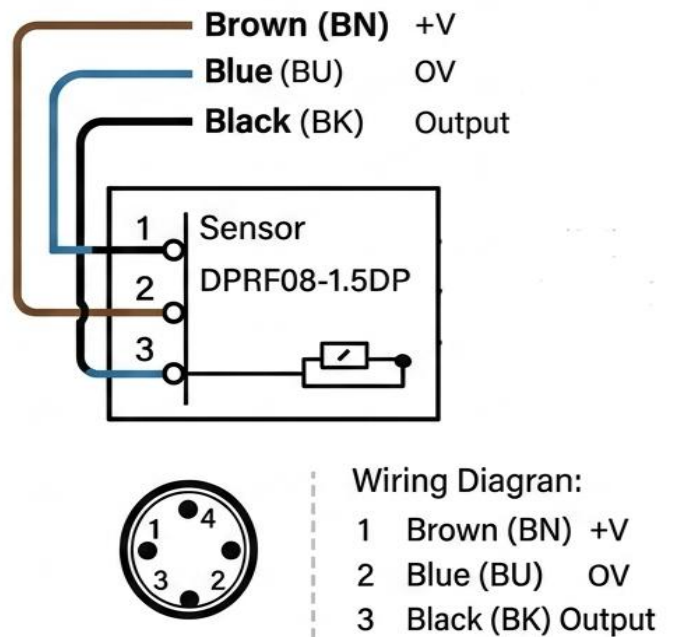 Brown (BN) +V
Blue (BU) OV
Black (BK) Output
1 Sensor
2 DPRF08-1.5DP
3
Wiring Diagran:
1 4
3 2
1 Brown (BN) +V
2 Blue (BU) OV
3 Black (BK) Output